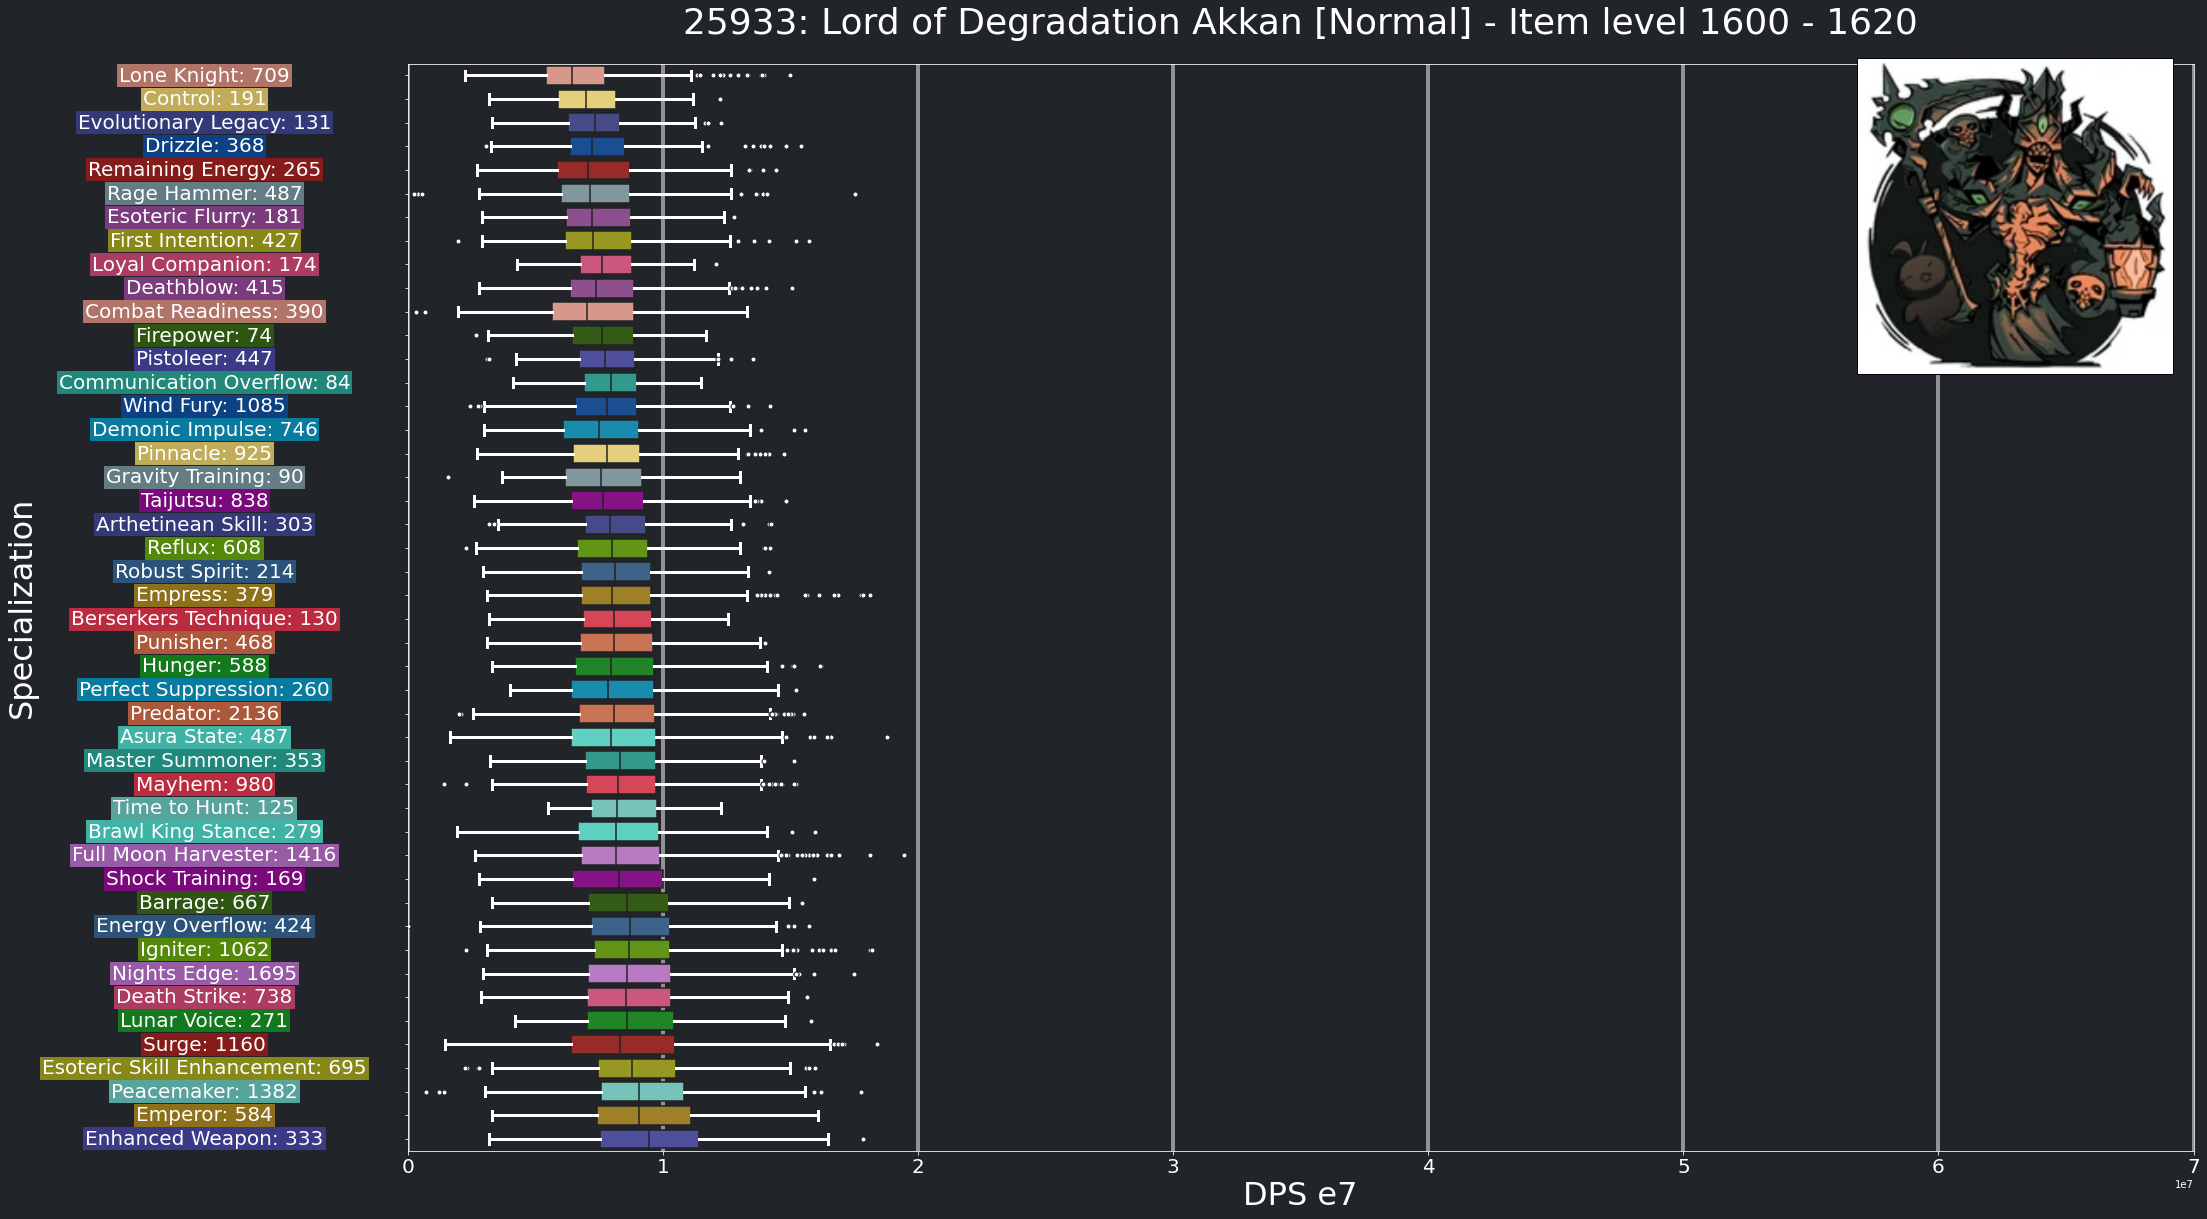 25933: Lord of Degradation Akkan [Normal] - Item level 1600 - 1620
Specialization
Lone Knight: 709
Control: 191
Evolutionary Legacy: 131
Drizzle: 368
Remaining Energy: 265
Rage Hammer: 487
Esoteric Flurry: 181
First Intention: 427
Loyal Companion: 174
Deathblow: 415
Combat Readiness: 390
Firepower: 74
Pistoleer: 447
Communication Overflow: 84
Wind Fury: 1085
Demonic Impulse: 746
Pinnacle: 925
Gravity Training: 90
Taijutsu: 838
Arthetinean Skill: 303
Reflux: 608
Robust Spirit: 214
Empress: 379
Berserkers Technique: 130
Punisher: 468
Hunger: 588
Perfect Suppression: 260
Predator: 2136
Asura State: 487
Master Summoner: 353
Mayhem: 980
Time to Hunt: 125
Brawl King Stance: 279
Full Moon Harvester: 1416
Shock Training: 169
Barrage: 667
Energy Overflow: 424
Igniter: 1062
Nights Edge: 1695
Death Strike: 738
Lunar Voice: 271
Surge: 1160
Esoteric Skill Enhancement: 695
Peacemaker: 1382
Emperor: 584
Enhanced Weapon: 333
0 1 2 3 4 5 6 7
1e7
DPS e7